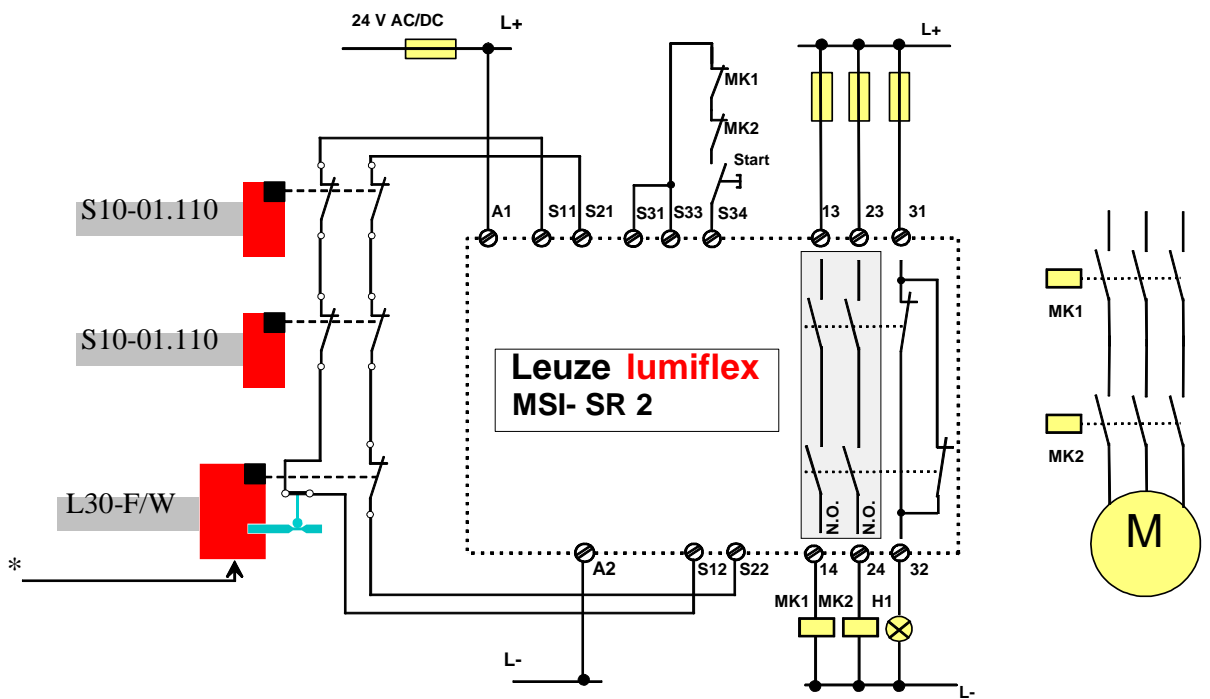 24 V AC/DC
L+
L+
MK1
MK2
Start
S10-01.110
A1
S11
S21
S31
S33
S34
13
23
31
S10-01.110
MK1
Leuze lumiflex
MSI- SR 2
MK2
L30-F/W
N.O.
N.O.
M
*
A2
S12
S22
14
24
32
MK1
MK2
H1
L-
L-